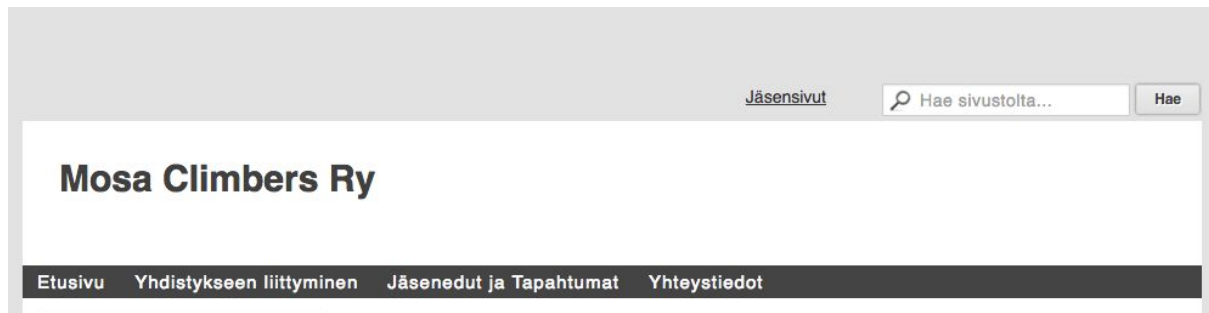 Jäsensivut Hae sivustolta... Hae
Mosa Climbers Ry
Etusivu Yhdistykseen liittyminen Jäsenedut ja Tapahtumat Yhteystiedot